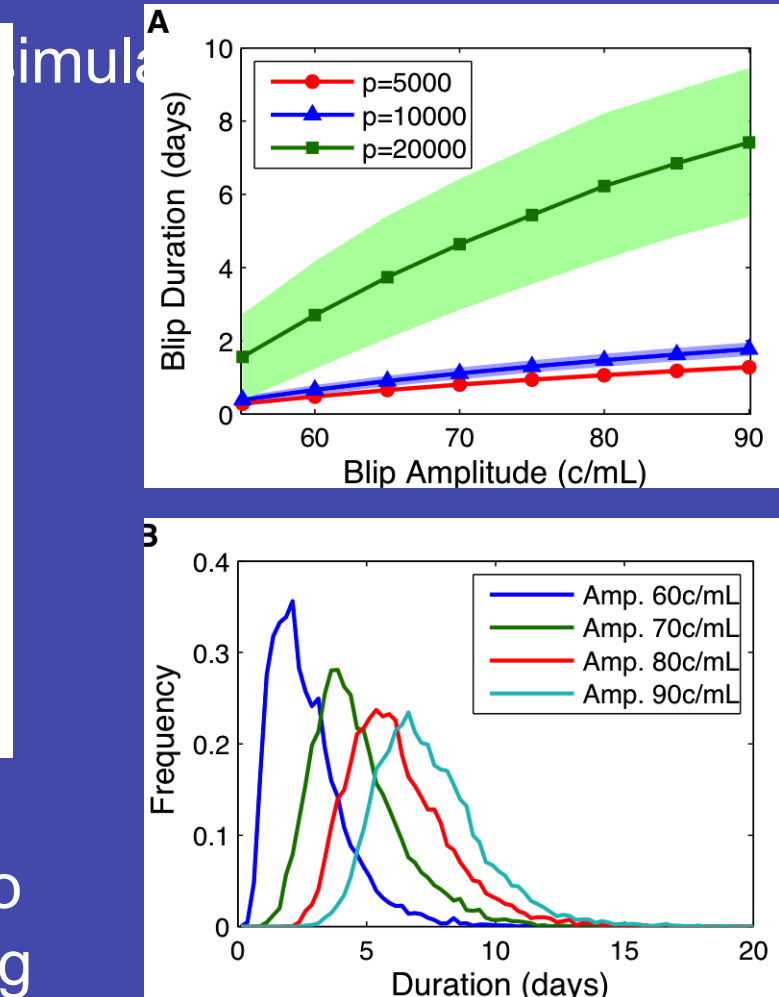 A
10
8
6
4
2
0
Blip Duration (days)
p=5000
p=10000
p=20000
60 70 80 90
Blip Amplitude (c/mL)
B
0.4
0.3
0.2
0.1
0
Frequency
Amp. 60c/mL
Amp. 70c/mL
Amp. 80c/mL
Amp. 90c/mL
0 5 10 15 20
Duration (days)